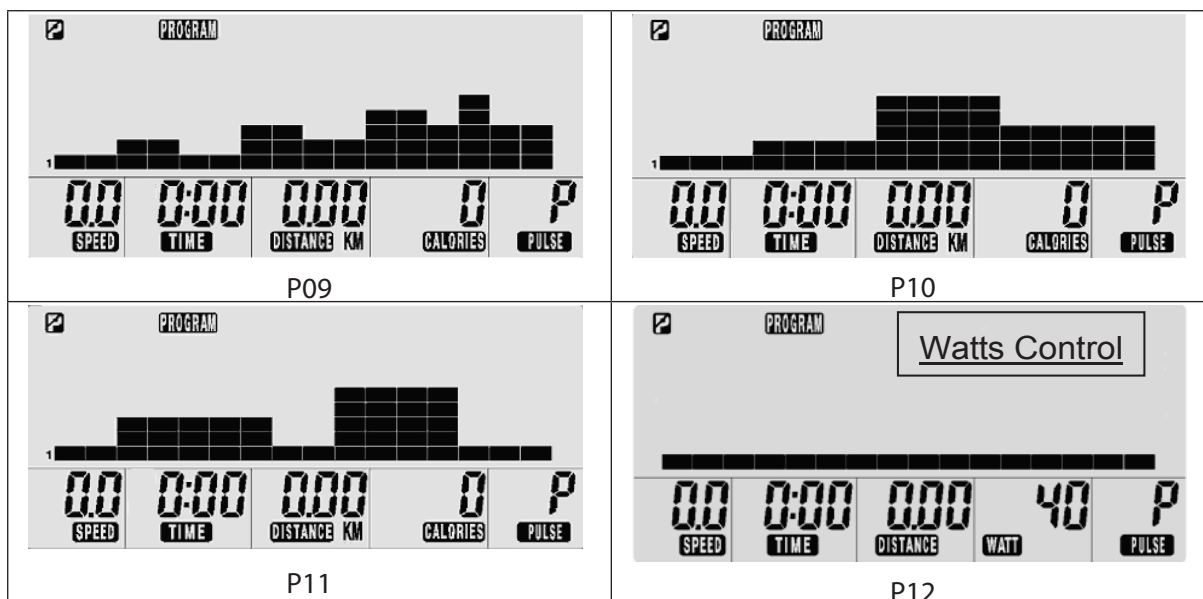 PROGRAM
1
0.0 0:00 0.00 0 P
SPEED TIME DISTANCE KM CALORIES PULSE
P09
PROGRAM
1
0.0 0:00 0.00 0 P
SPEED TIME DISTANCE KM CALORIES PULSE
P10
PROGRAM
1
0.0 0:00 0.00 0 P
SPEED TIME DISTANCE KM CALORIES PULSE
P11
PROGRAM
Watts Control
0.0 0:00 0.00 40 P
SPEED TIME DISTANCE WATT PULSE
P12